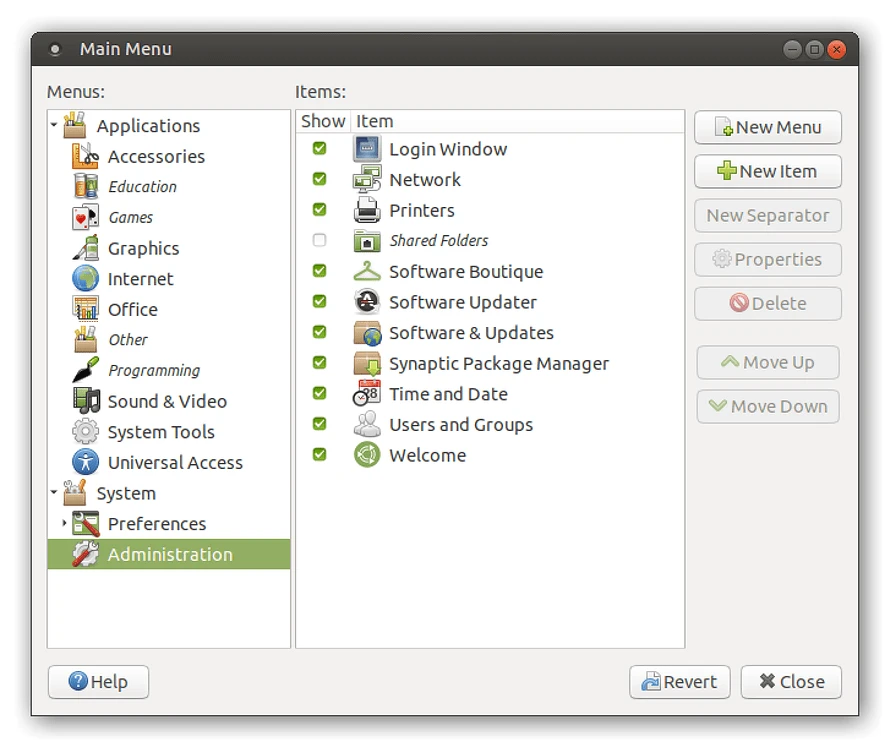 Main Menu
Menus:
Applications
Accessories
Education
Games
Graphics
Internet
Office
Other
Programming
Sound & Video
System Tools
Universal Access
System
Preferences
Administration
Items:
Show Item
Login Window
Network
Printers
Shared Folders
Software Boutique
Software Updater
Software & Updates
Synaptic Package Manager
Time and Date
Users and Groups
Welcome
New Menu
New Item
New Separator
Properties
Delete
Move Up
Move Down
Help
Revert
Close